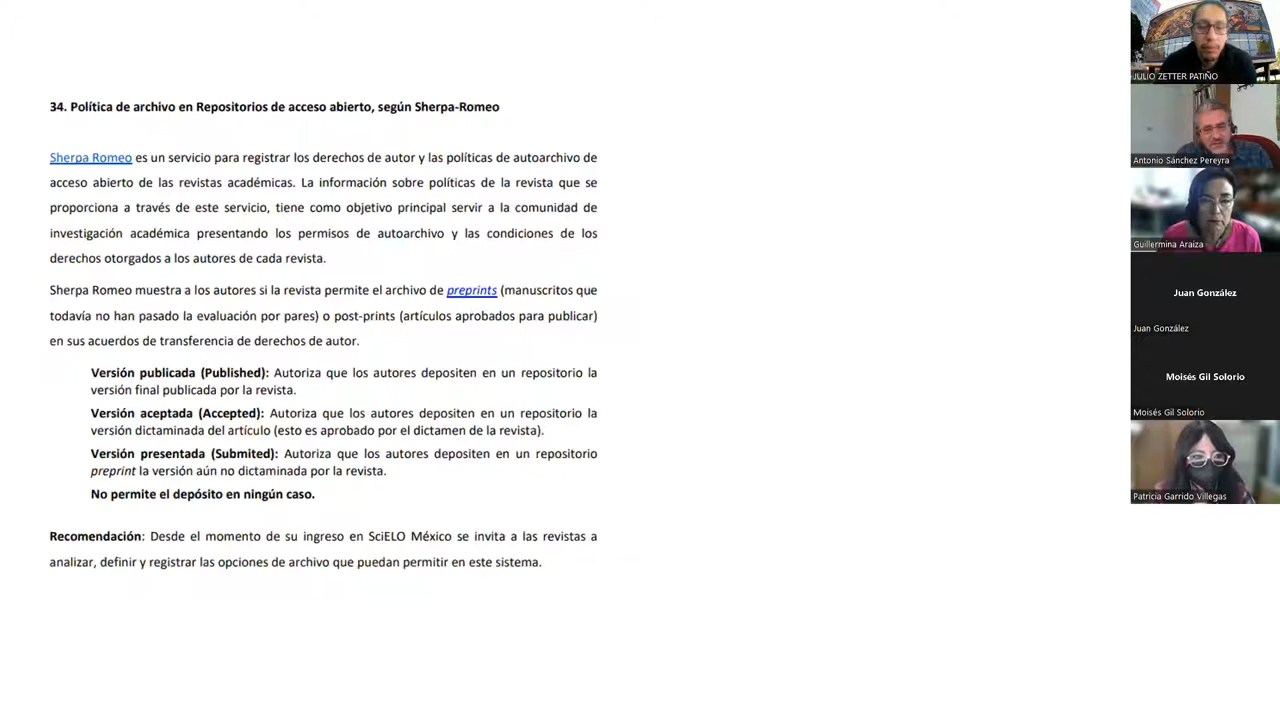 34. Política de archivo en Repositorios de acceso abierto, según Sherpa-Romeo
Sherpa Romeo es un servicio para registrar los derechos de autor y las políticas de autoarchivo de
acceso abierto de las revistas académicas. La información sobre políticas de la revista que se
proporciona a través de este servicio, tiene como objetivo principal servir a la comunidad de
investigación académica presentando los permisos de autoarchivo y las condiciones de los
derechos otorgados a los autores de cada revista.
Sherpa Romeo muestra a los autores si la revista permite el archivo de preprints (manuscritos que
todavía no han pasado la evaluación por pares) o post-prints (artículos aprobados para publicar)
en sus acuerdos de transferencia de derechos de autor.
Versión publicada (Published): Autoriza que los autores depositen en un repositorio la
versión final publicada por la revista.
Versión aceptada (Accepted): Autoriza que los autores depositen en un repositorio la
versión dictaminada del artículo (esto es aprobado por el dictamen de la revista).
Versión presentada (Submited): Autoriza que los autores depositen en un repositorio
preprint la versión aún no dictaminada por la revista.
No permite el depósito en ningún caso.
Recomendación: Desde el momento de su ingreso en SciELO México se invita a las revistas a
analizar, definir y registrar las opciones de archivo que puedan permitir en este sistema.
JULIO ZETTER PATIÑO
Antonio Sánchez Pereyra
Guillermina Araiza
Juan González
Juan González
Moisés Gil Solorio
Moisés Gil Solorio
Patricia Garrido Villegas